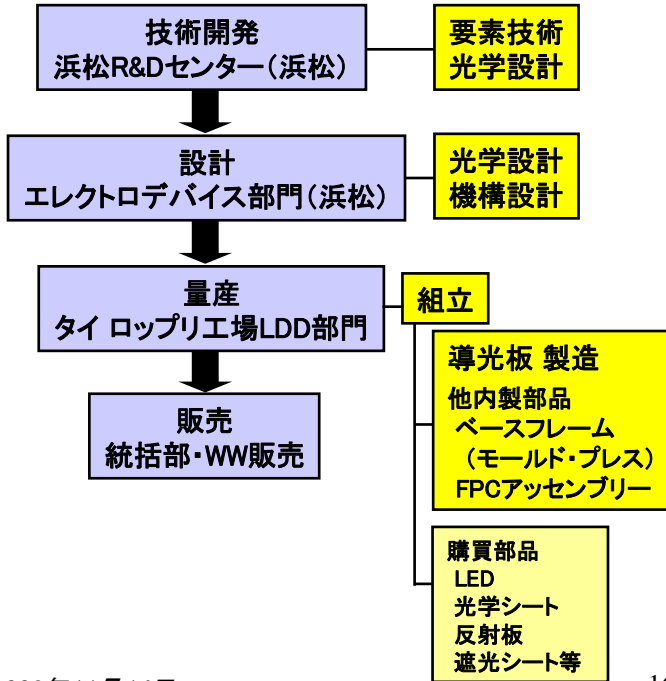 技術開発
浜松R&Dセンター（浜松）
要素技術
光学設計
設計
エレクトロデバイス部門（浜松）
光学設計
機構設計
量産
タイ ロップリ工場LDD部門
組立
導光板 製造
他内製部品
ベースフレーム
（モールド・プレス）
FPCアッセンブリー
販売
統括部・WW販売
購買部品
LED
光学シート
反射板
遮光シート等